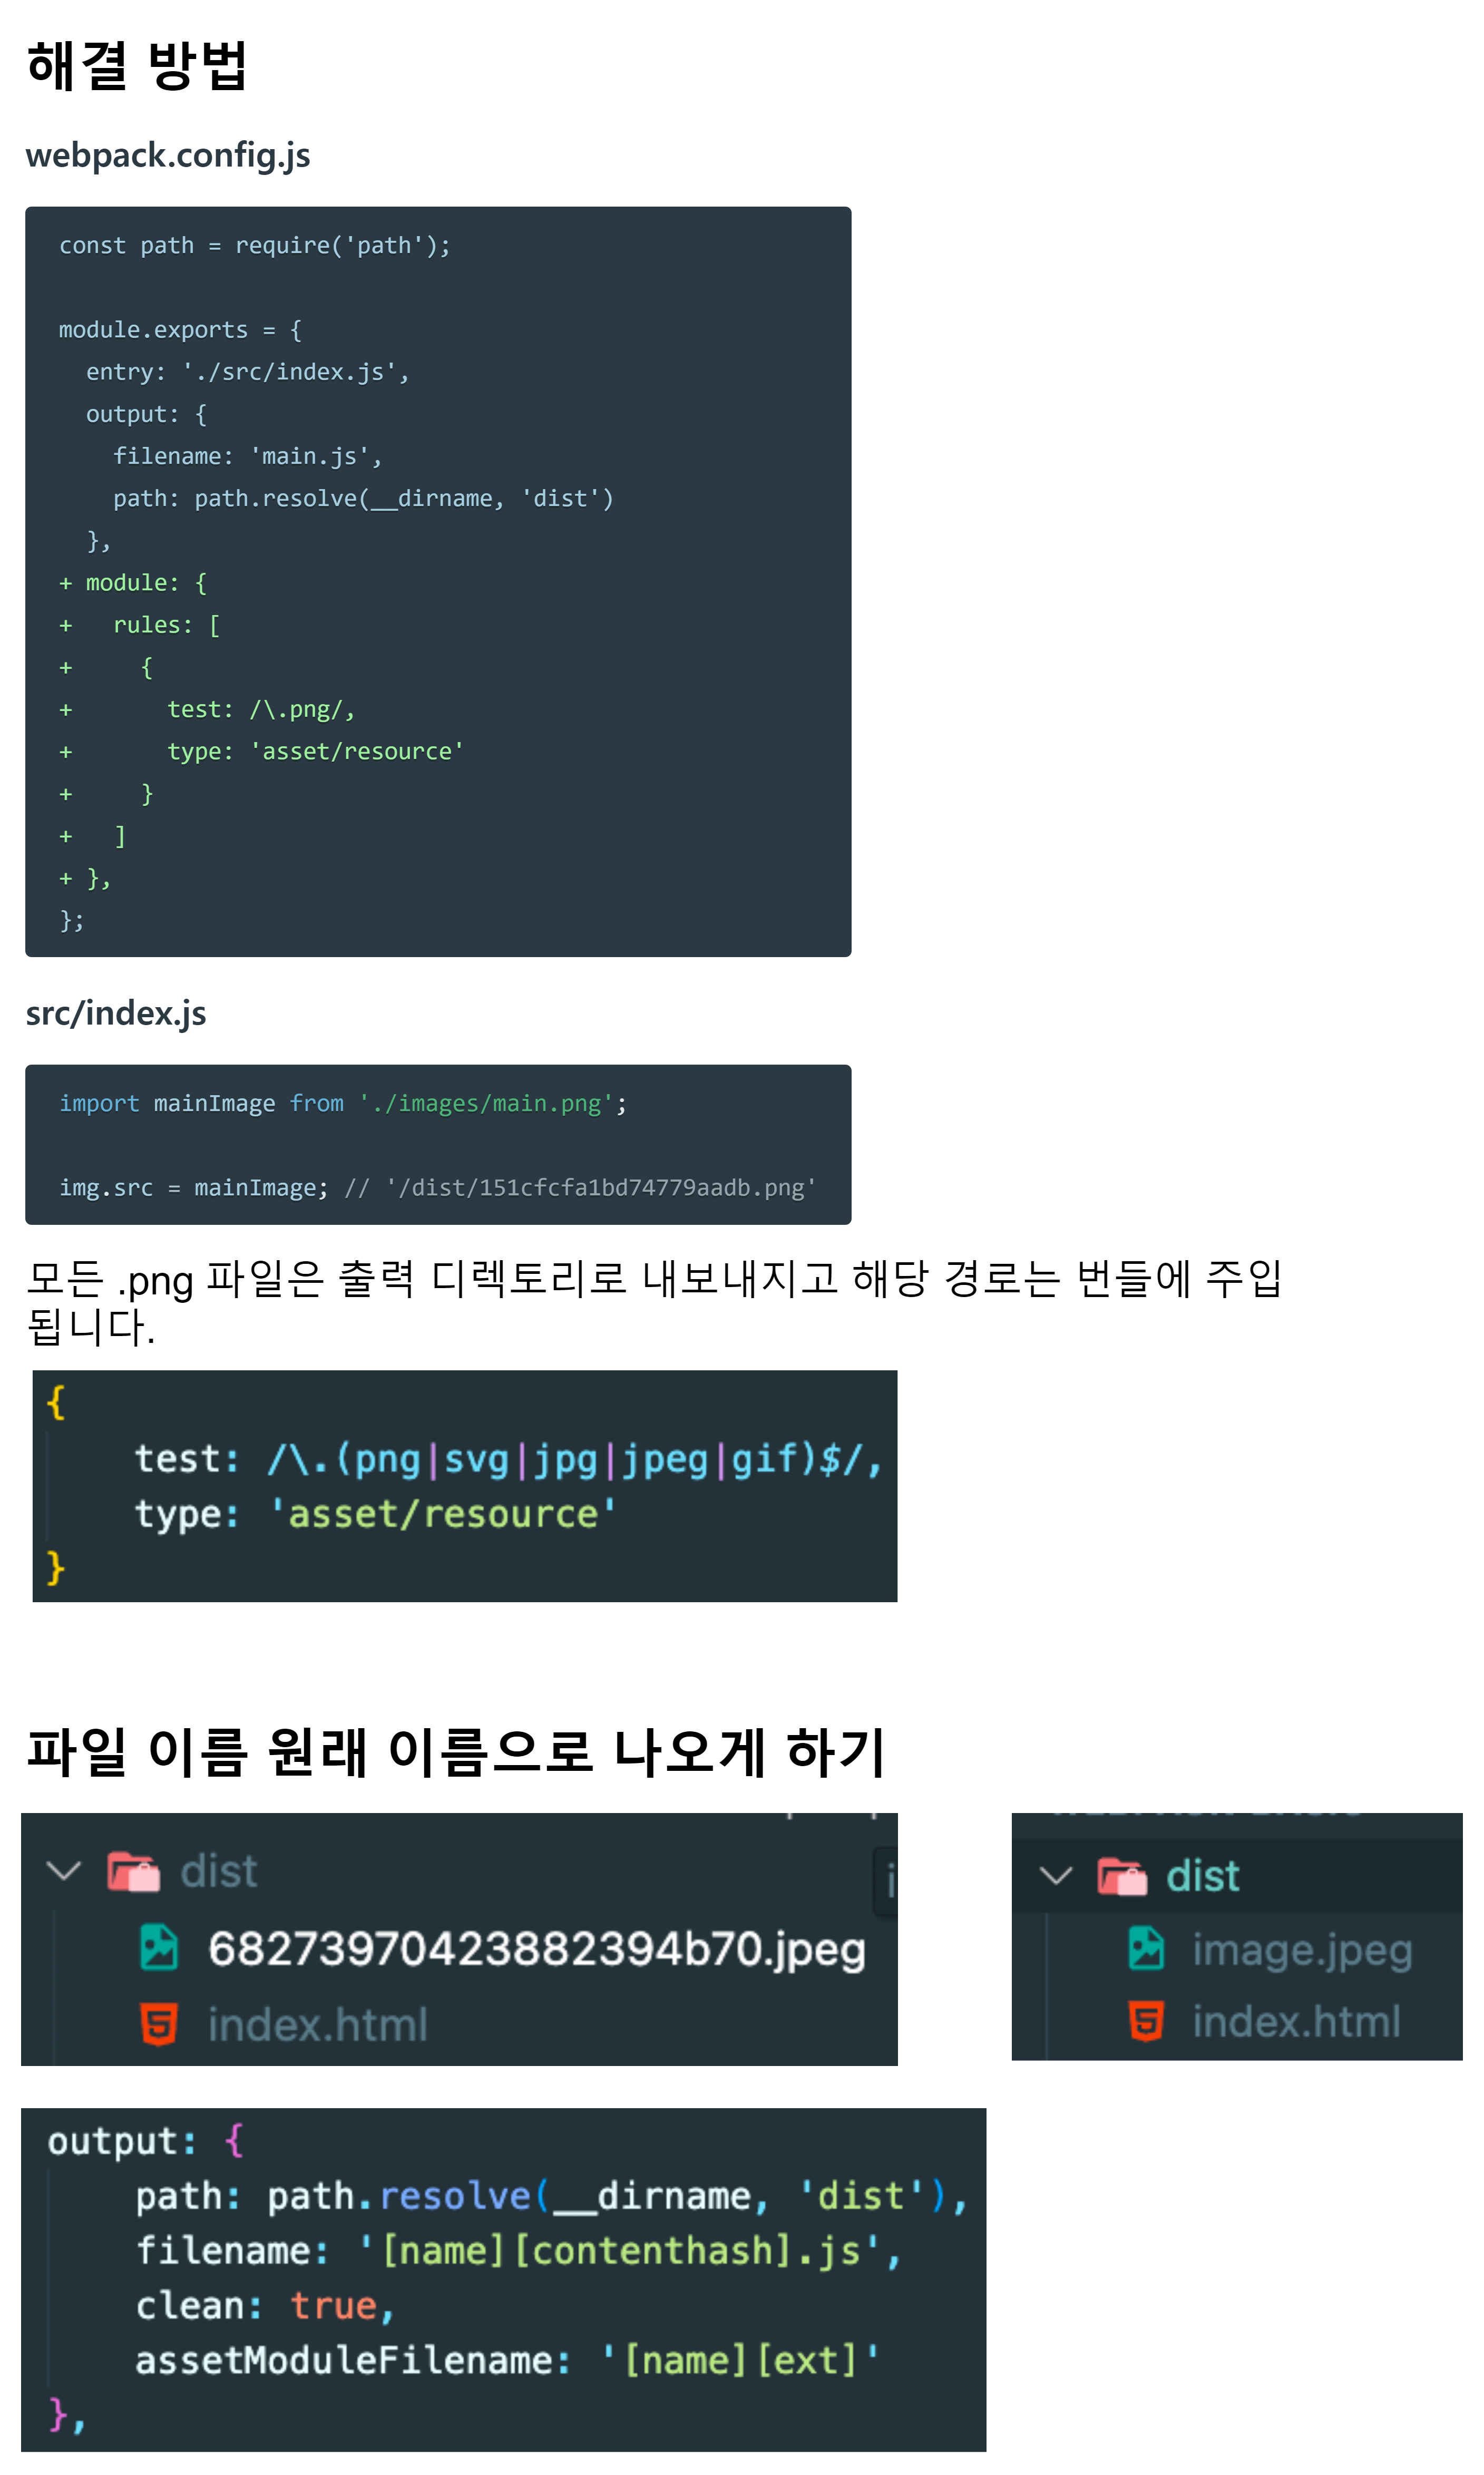 해결 방법
webpack.config.js
const path = require('path');
module.exports = {
  entry: './src/index.js',
  output: {
    filename: 'main.js',
    path: path.resolve(__dirname, 'dist')
  },
+ module: {
+   rules: [
+     {
+       test: /\.png/,
+       type: 'asset/resource'
+     }
+   ]
+ },
};
src/index.js
import mainImage from './images/main.png';
img.src = mainImage; // '/dist/151cfcfa1bd74779aadb.png'
모든 .png 파일은 출력 디렉토리로 내보내지고 해당 경로는 번들에 주입
됩니다.
{
    test: /\.(png|svg|jpg|jpeg|gif)$/,
    type: 'asset/resource'
}
파일 이름 원래 이름으로 나오게 하기
dist
68273970423882394b70.jpeg
index.html
dist
image.jpeg
index.html
output: {
    path: path.resolve(__dirname, 'dist'),
    filename: '[name][contenthash].js',
    clean: true,
    assetModuleFilename: '[name][ext]'
},